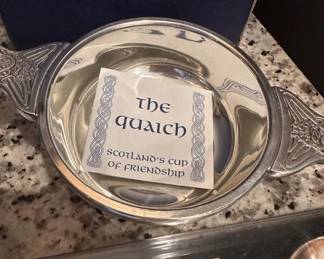 the
quaich
scotland's cup
of friendship